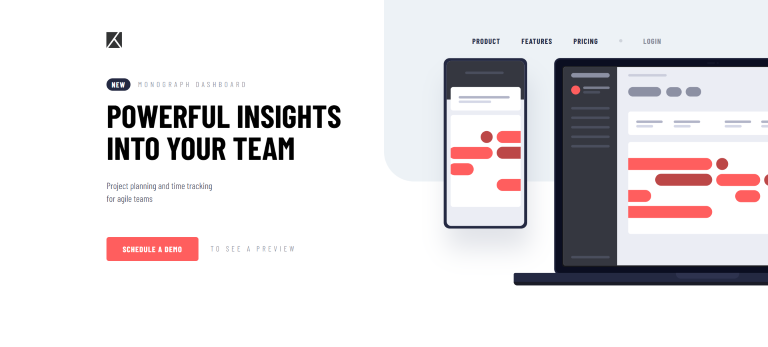 PRODUCT FEATURES PRICING LOGIN
NEW MONOGRAPH DASHBOARD
POWERFUL INSIGHTS
INTO YOUR TEAM
Project planning and time tracking
for agile teams
SCHEDULE A DEMO TO SEE A PREVIEW